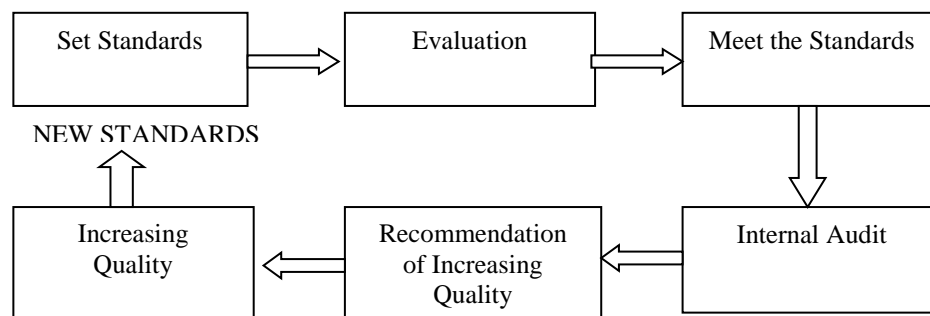 Set Standards
Evaluation
Meet the Standards
NEW STANDARDS
Increasing
Quality
Recommendation
of Increasing
Quality
Internal Audit